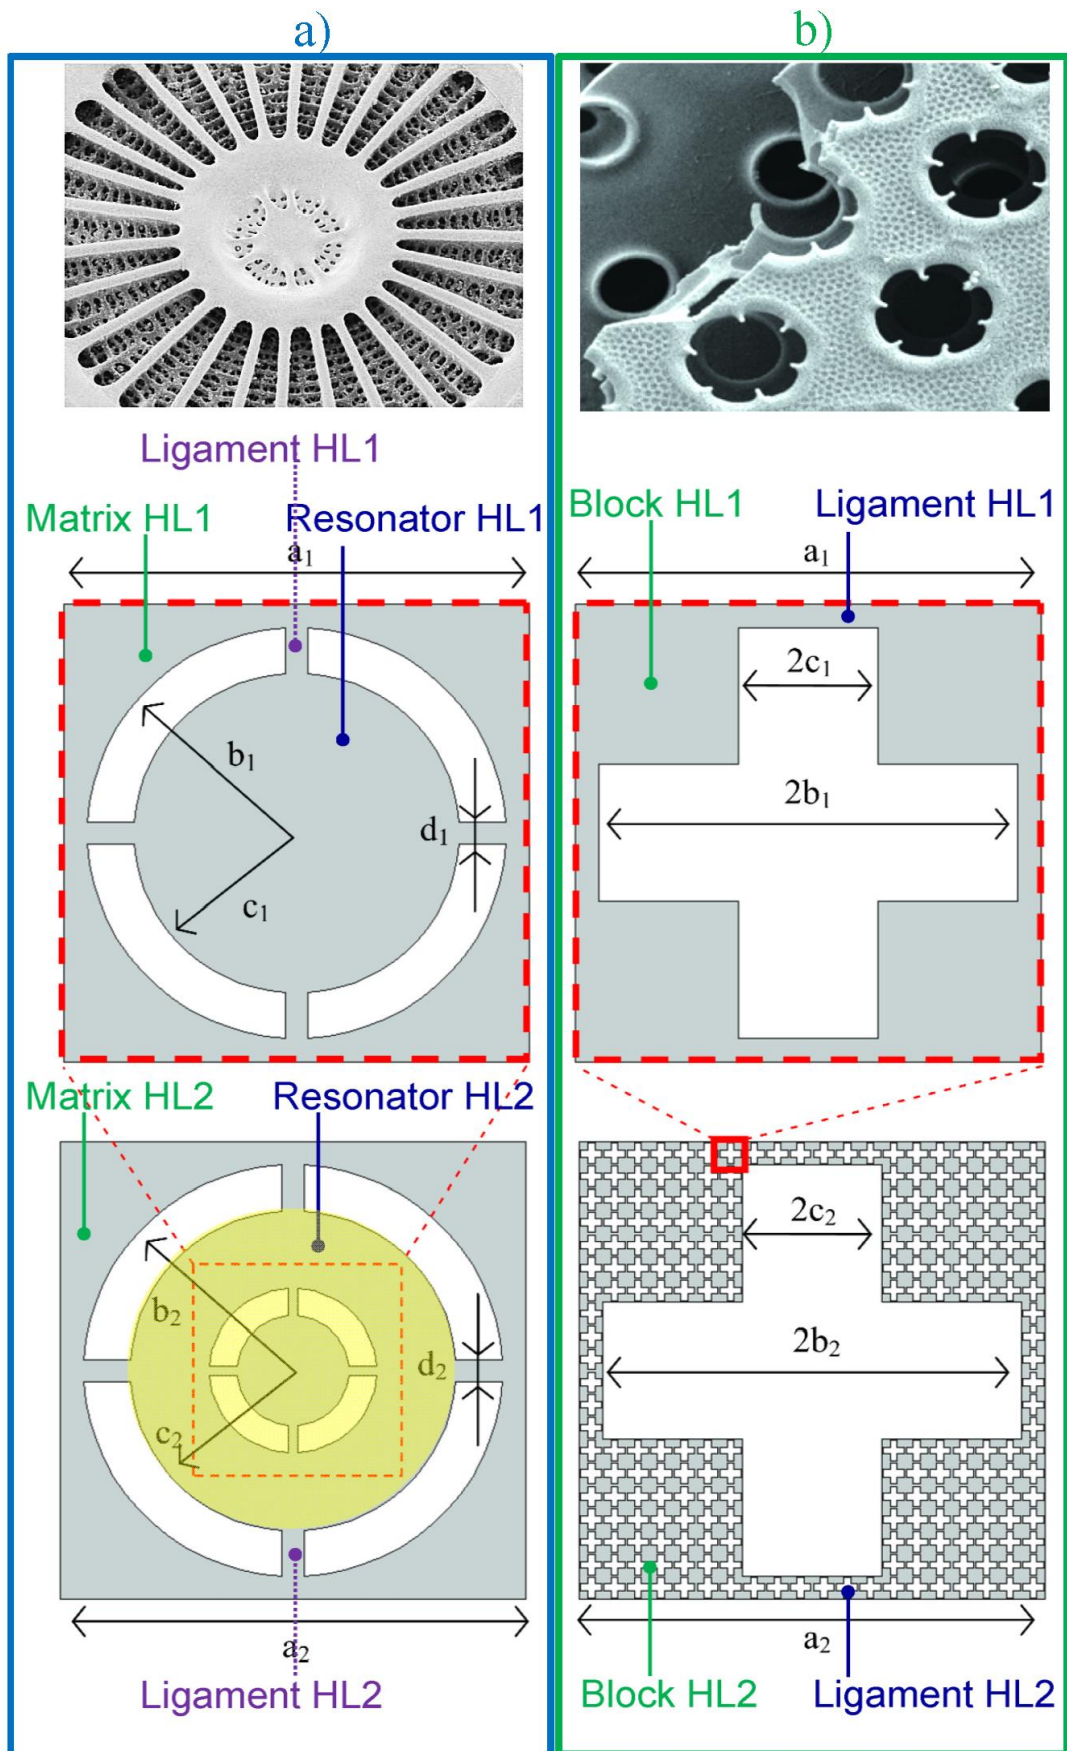 a)
Ligament HL1
Matrix HL1
Resonator HL1
a₁
b₁
d₁
c₁
Matrix HL2
Resonator HL2
b₂
d₂
c₂
a₂
Ligament HL2
b)
Block HL1
Ligament HL1
a₁
2c₁
2b₁
2c₂
2b₂
a₂
Block HL2
Ligament HL2